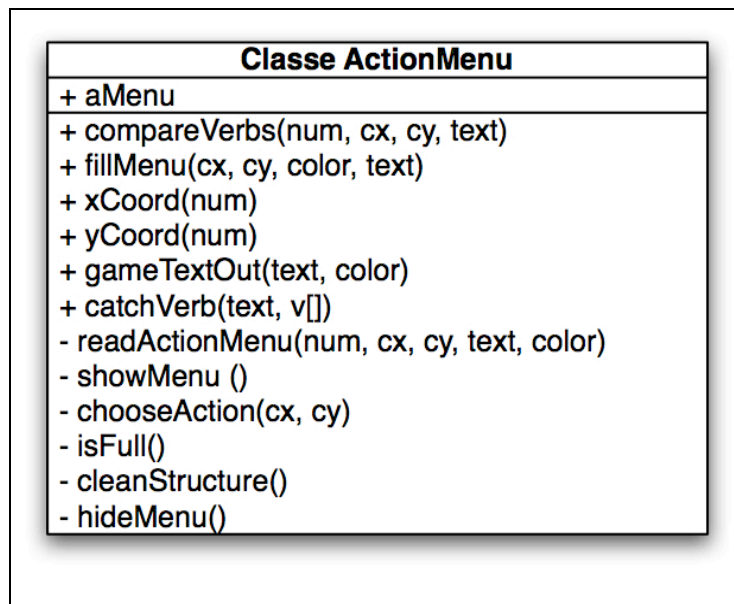 Classe ActionMenu
+ aMenu
+ compareVerbs(num, cx, cy, text)
+ fillMenu(cx, cy, color, text)
+ xCoord(num)
+ yCoord(num)
+ gameTextOut(text, color)
+ catchVerb(text, v[])
- readActionMenu(num, cx, cy, text, color)
- showMenu ()
- chooseAction(cx, cy)
- isFull()
- cleanStructure()
- hideMenu()